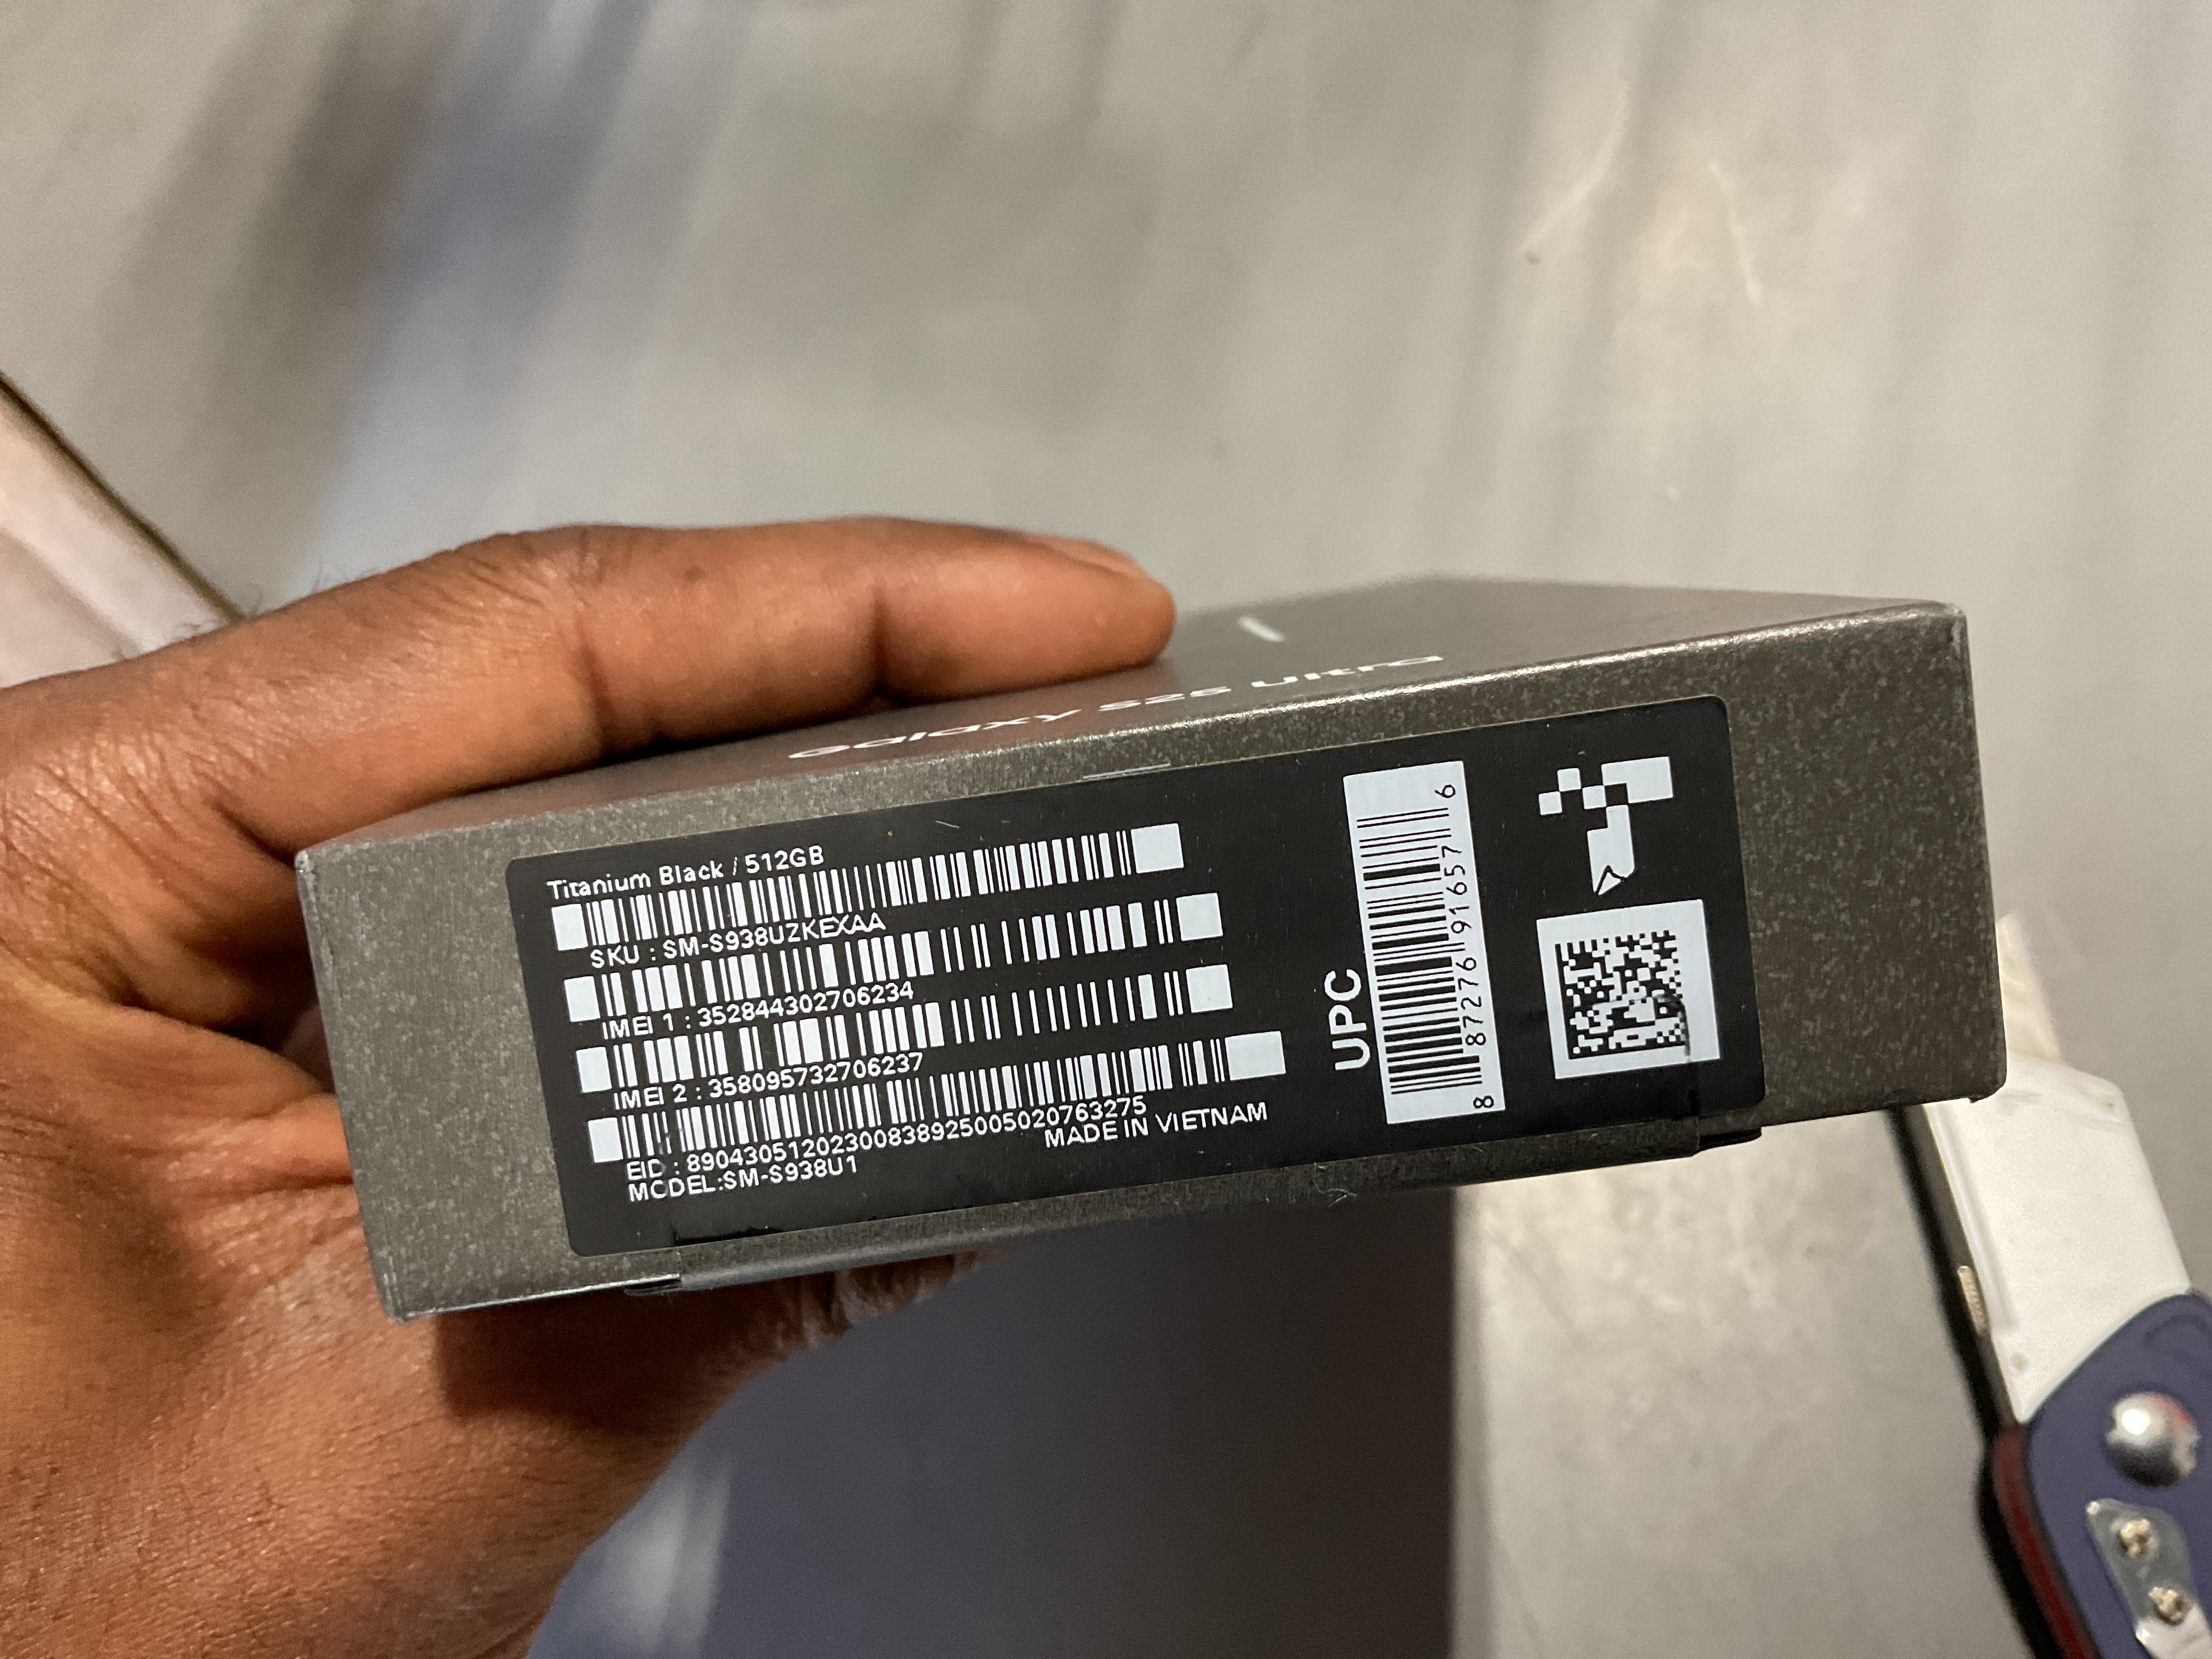 Galaxy S25 Ultra
Titanium Black / 512GB
SKU : SM-S938UZKEXAA
IMEI 1 : 352844302706234
IMEI 2 : 358095732706237
EID : 89043051202300838925005020763275
MADE IN VIETNAM
MODEL:SM-S938U1
UPC
8 87276 91657 6